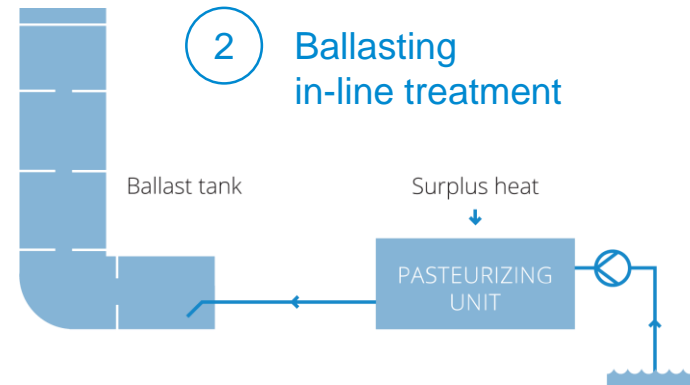 2
Ballasting
in-line treatment
Ballast tank
Surplus heat
PASTEURIZING
UNIT